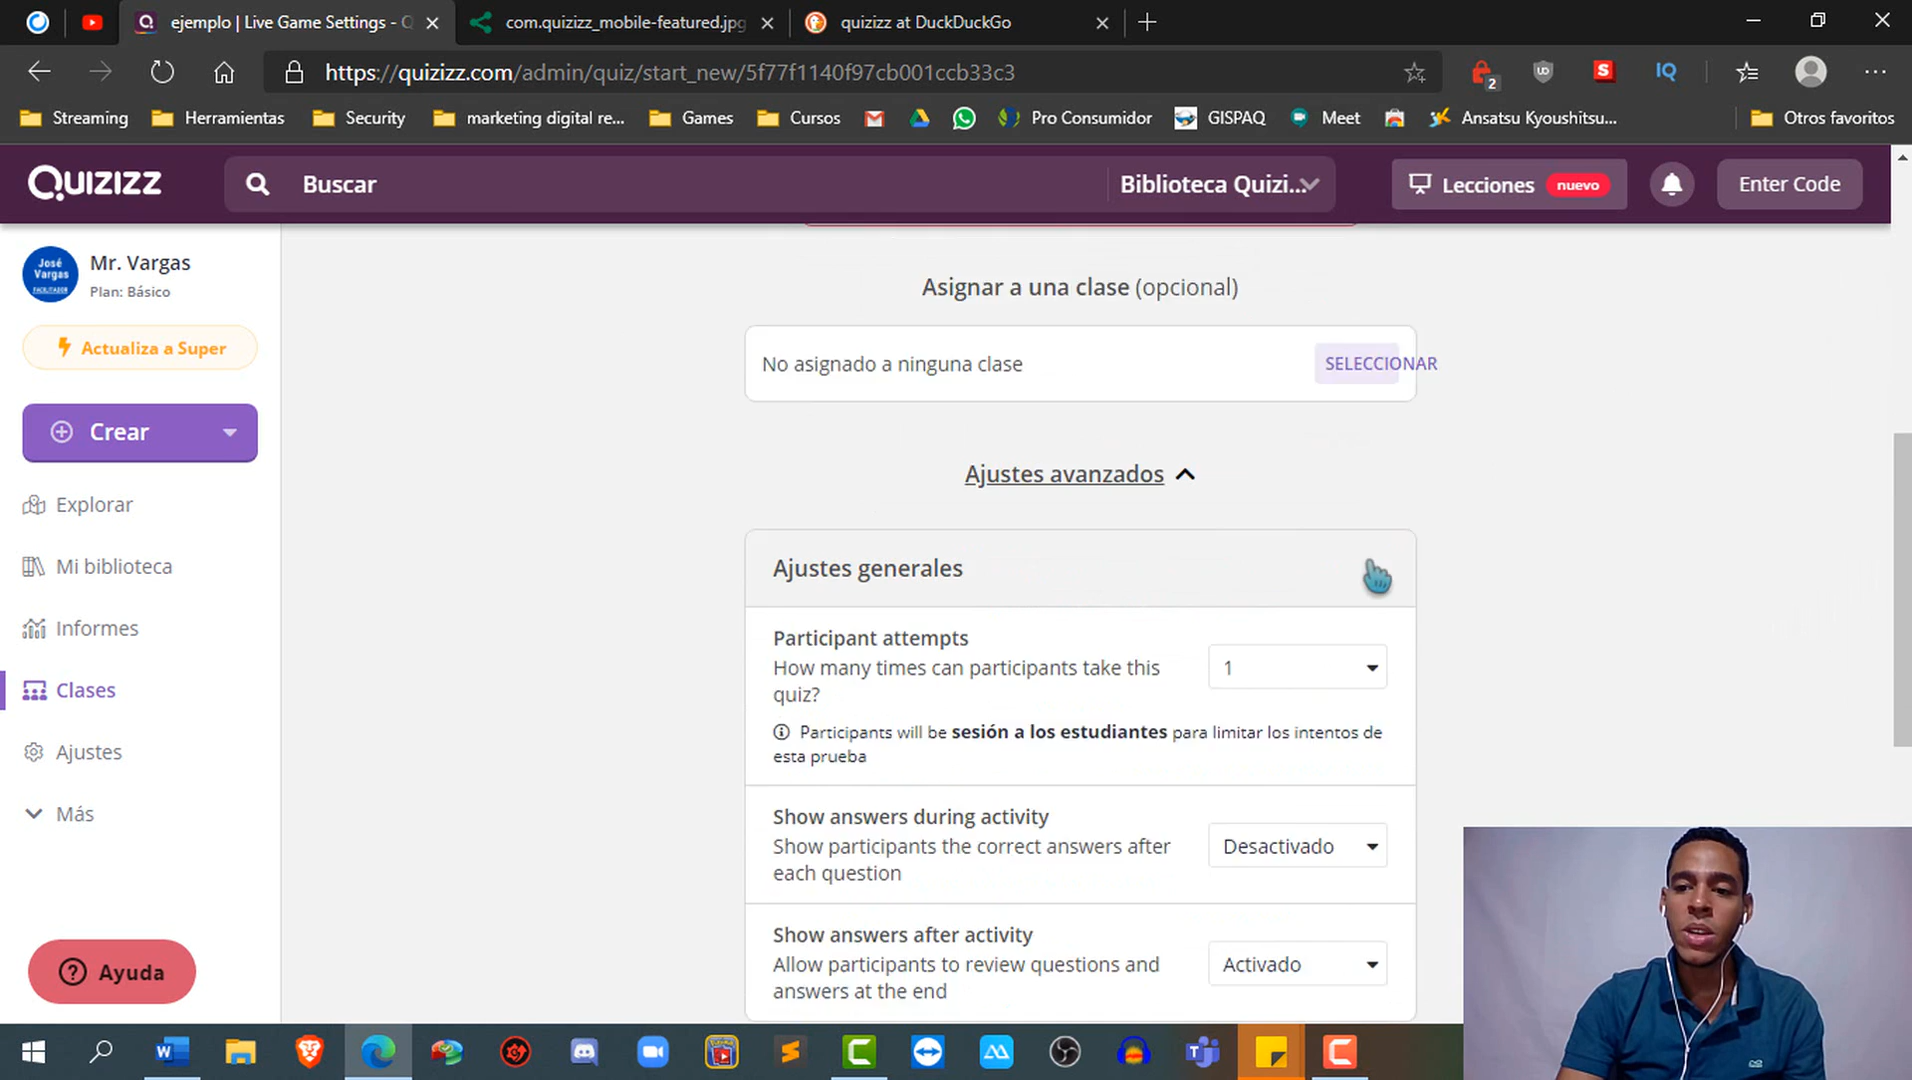 ejemplo | Live Game Settings - Q
com.quizizz_mobile-featured.jpg
quizizz at DuckDuckGo
https://quizizz.com/admin/quiz/start_new/5f77f1140f97cb001ccb33c3
2
UD
S
IQ
Streaming
Herramientas
Security
marketing digital re...
Games
Cursos
Pro Consumidor
GISPAQ
Meet
Ansatsu Kyoushitsu...
Otros favoritos
Quizizz
Buscar
Biblioteca Quizi...
Lecciones
nuevo
Enter Code
José
Vargas
FACILITADOR
Mr. Vargas
Plan: Básico
Actualiza a Super
Crear
Explorar
Mi biblioteca
Informes
Clases
Ajustes
Más
Ayuda
Asignar a una clase (opcional)
No asignado a ninguna clase
SELECCIONAR
Ajustes avanzados
Ajustes generales
Participant attempts
How many times can participants take this
quiz?
1
Participants will be sesión a los estudiantes para limitar los intentos de
esta prueba
Show answers during activity
Show participants the correct answers after
each question
Desactivado
Show answers after activity
Allow participants to review questions and
answers at the end
Activado